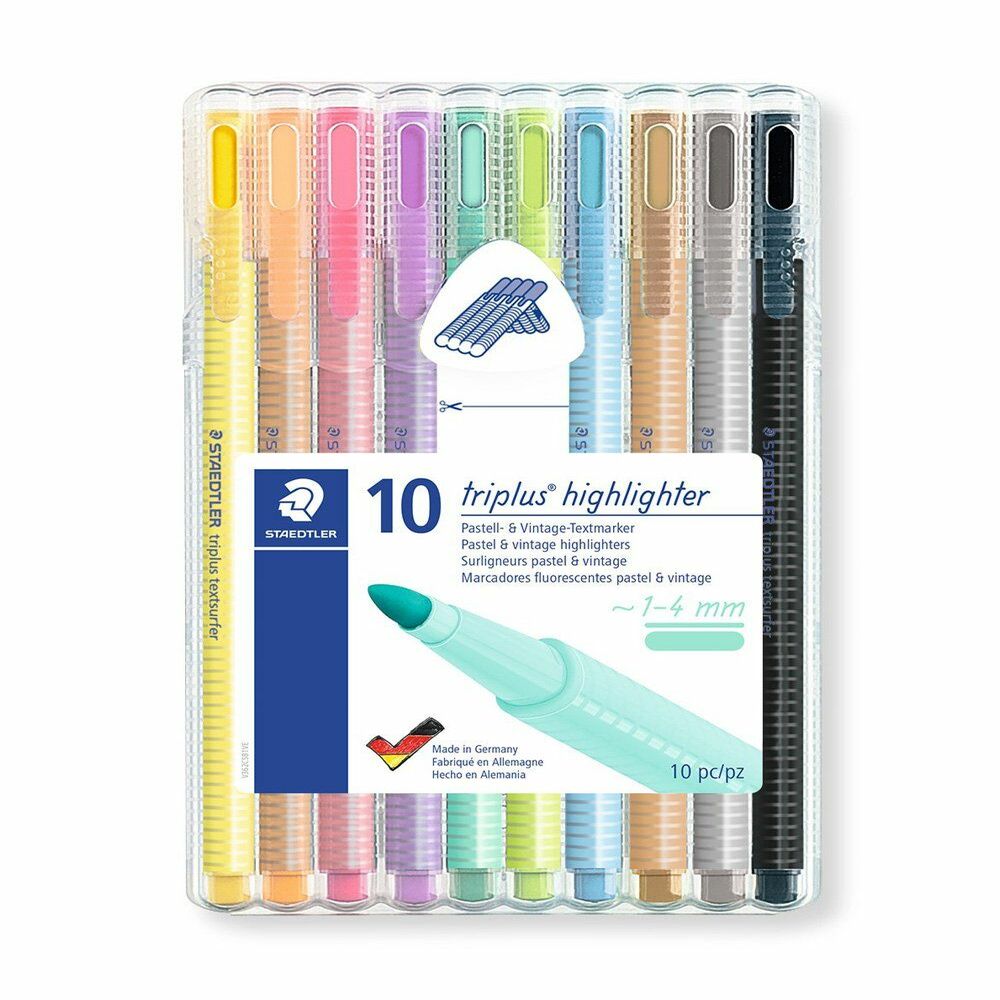 STAEDTLER triplus textsurfer
STAEDTLER
10 triplus® highlighter
Pastell- & Vintage-Textmarker
Pastel & vintage highlighters
Surligneurs pastel & vintage
Marcadores fluorescentes pastel & vintage
~1-4 mm
Made in Germany
Fabriqué en Allemagne
Hecho en Alemania
10 pc/pz
triplus textsurfer